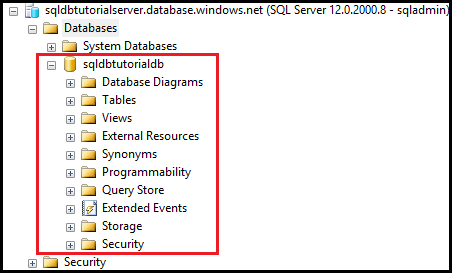 sqldbtutorialserver.database.windows.net (SQL Server 12.0.2000.8 - sqladmin)
Databases
System Databases
sqldbtutorialdb
Database Diagrams
Tables
Views
External Resources
Synonyms
Programmability
Query Store
Extended Events
Storage
Security
Security